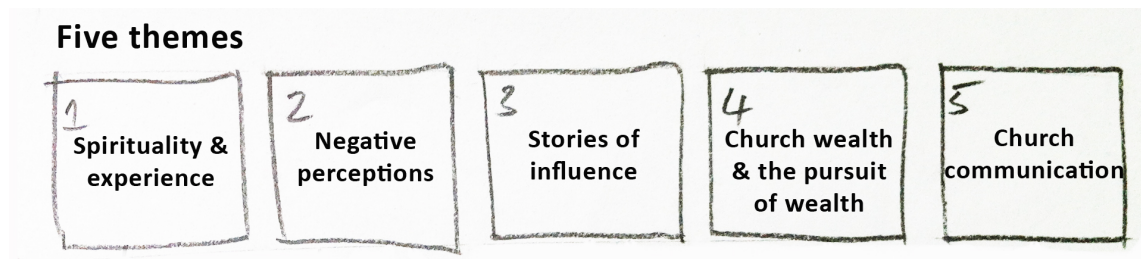 Five themes
1
Spirituality &
experience
2
Negative
perceptions
3
Stories of
influence
4
Church wealth
& the pursuit
of wealth
5
Church
communication